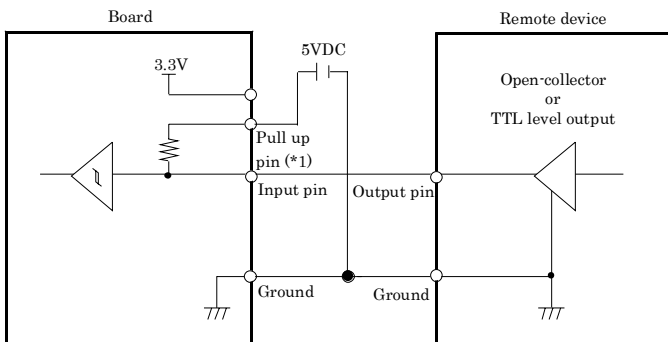 Board
Remote device
5VDC
3.3V
Open-collector
or
TTL level output
Pull up
pin (*1)
Input pin
Output pin
Ground
Ground